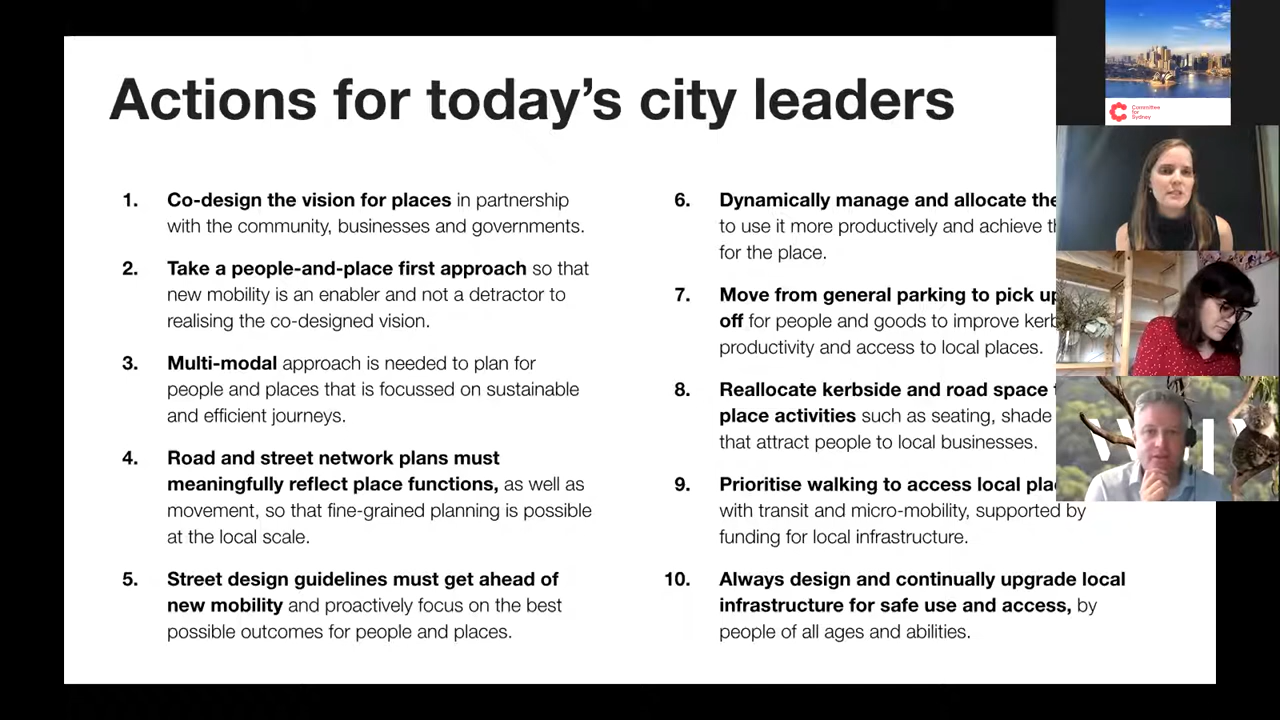 Actions for today's city leaders
1. Co-design the vision for places in partnership
with the community, businesses and governments.
2. Take a people-and-place first approach so that
new mobility is an enabler and not a detractor to
realising the co-designed vision.
3. Multi-modal approach is needed to plan for
people and places that is focussed on sustainable
and efficient journeys.
4. Road and street network plans must
meaningfully reflect place functions, as well as
movement, so that fine-grained planning is possible
at the local scale.
5. Street design guidelines must get ahead of
new mobility and proactively focus on the best
possible outcomes for people and places.
6. Dynamically manage and allocate the
to use it more productively and achieve
for the place.
7. Move from general parking to pick
off for people and goods to improve
productivity and access to local places.
8. Reallocate kerbside and road space
place activities such as seating, shade
that attract people to local businesses.
9. Prioritise walking to access local
with transit and micro-mobility, supported by
funding for local infrastructure.
10. Always design and continually upgrade local
infrastructure for safe use and access, by
people of all ages and abilities.
Committee
for
Sydney